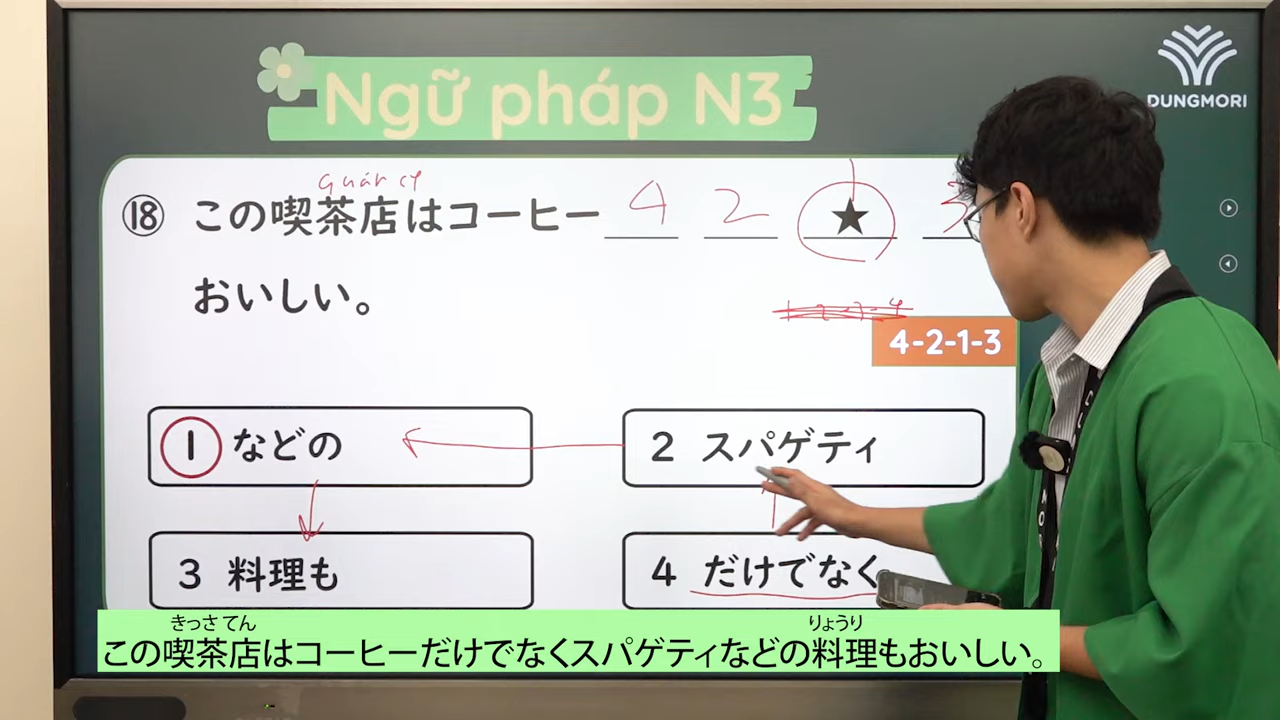 Ngữ pháp N3
DUNGMORI
Quán cf
⑱ この喫茶店はコーヒー 4 2 ★ 3
おいしい。
4-2-1-3
1 などの
2 スパゲティ
3 料理も
4 だけでなく
きっさてん りょうり
この喫茶店はコーヒーだけでなくスパゲティなどの料理もおいしい。